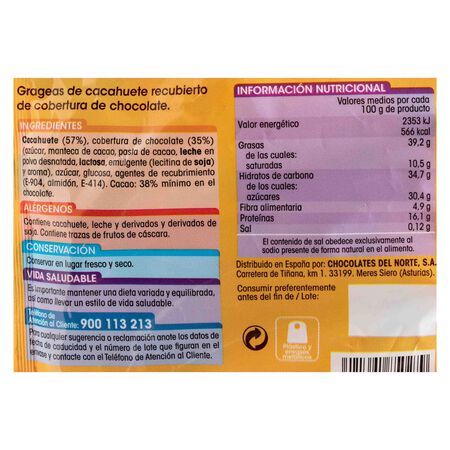 Grageas de cacahuete recubierto
de cobertura de chocolate.
INGREDIENTES
Cacahuete (57%), cobertura de chocolate (35%)
(azúcar, manteca de cacao, pasta de cacao, leche en
polvo desnatada, lactosa, emulgente (lecitina de soja)
y aroma), azúcar, glucosa, agentes de recubrimiento
(E-904, almidón, E-414). Cacao: 38% mínimo en el
chocolate.
ALÉRGENOS
Contiene cacahuete, leche y derivados y derivados de
soja. Contiene trazas de frutos de cáscara.
CONSERVACIÓN
Conservar en lugar fresco y seco.
VIDA SALUDABLE
Es importante mantener una dieta variada y equilibrada,
así como llevar un estilo de vida saludable.
Teléfono de
Atención al Cliente: 900 113 213
Para cualquier sugerencia o reclamación anote los datos de
fecha de caducidad y el número de lote que figuran en el
envase y contacte con el Teléfono de Atención al Cliente.
INFORMACIÓN NUTRICIONAL
Valores medios por cada
100 g de producto
Valor energético 2353 kJ
566 kcal
Grasas 39,2 g
de las cuales:
saturadas 10,5 g
Hidratos de carbono 34,7 g
de los cuales:
azúcares 30,4 g
Fibra alimentaria 4,9 g
Proteínas 16,1 g
Sal 0,12 g
El contenido de sal obedece exclusivamente al
sodio presente de forma natural en el alimento.
Distribuido en España por: CHOCOLATES DEL NORTE, S.A.
Carretera de Tiñana, km 1. 33199. Meres Siero (Asturias).
Consumir preferentemente
antes del fin de / Lote:
Plástico y
envases
metálicos